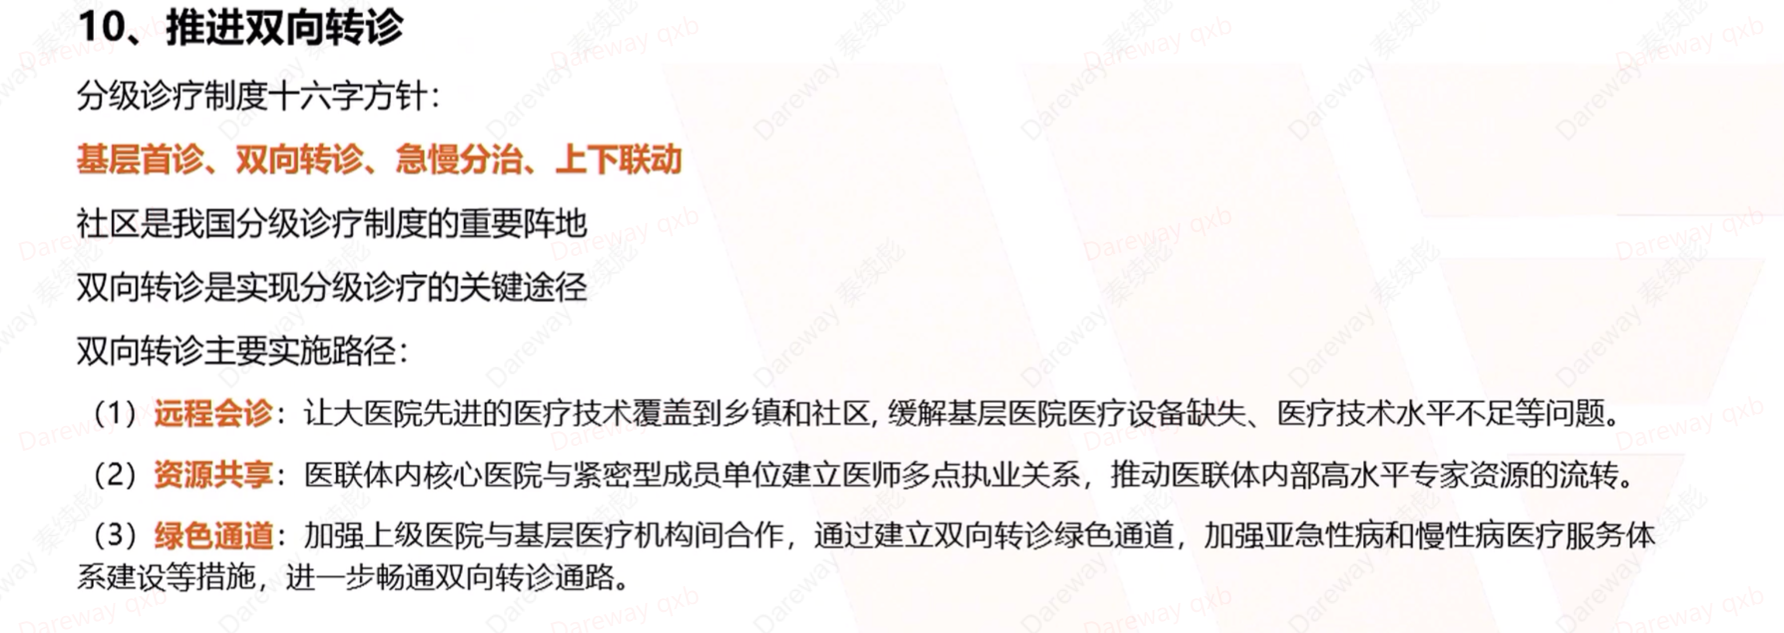 10、推进双向转诊
分级诊疗制度十六字方针：
基层首诊、双向转诊、急慢分治、上下联动
社区是我国分级诊疗制度的重要阵地
双向转诊是实现分级诊疗的关键途径
双向转诊主要实施路径：
（1）远程会诊：让大医院先进的医疗技术覆盖到乡镇和社区, 缓解基层医院医疗设备缺失、医疗技术水平不足等问题。
（2）资源共享：医联体内核心医院与紧密型成员单位建立医师多点执业关系，推动医联体内部高水平专家资源的流转。
（3）绿色通道：加强上级医院与基层医疗机构间合作，通过建立双向转诊绿色通道，加强亚急性病和慢性病医疗服务体
系建设等措施，进一步畅通双向转诊通路。
Dareway qxb
Dareway 秦续彪